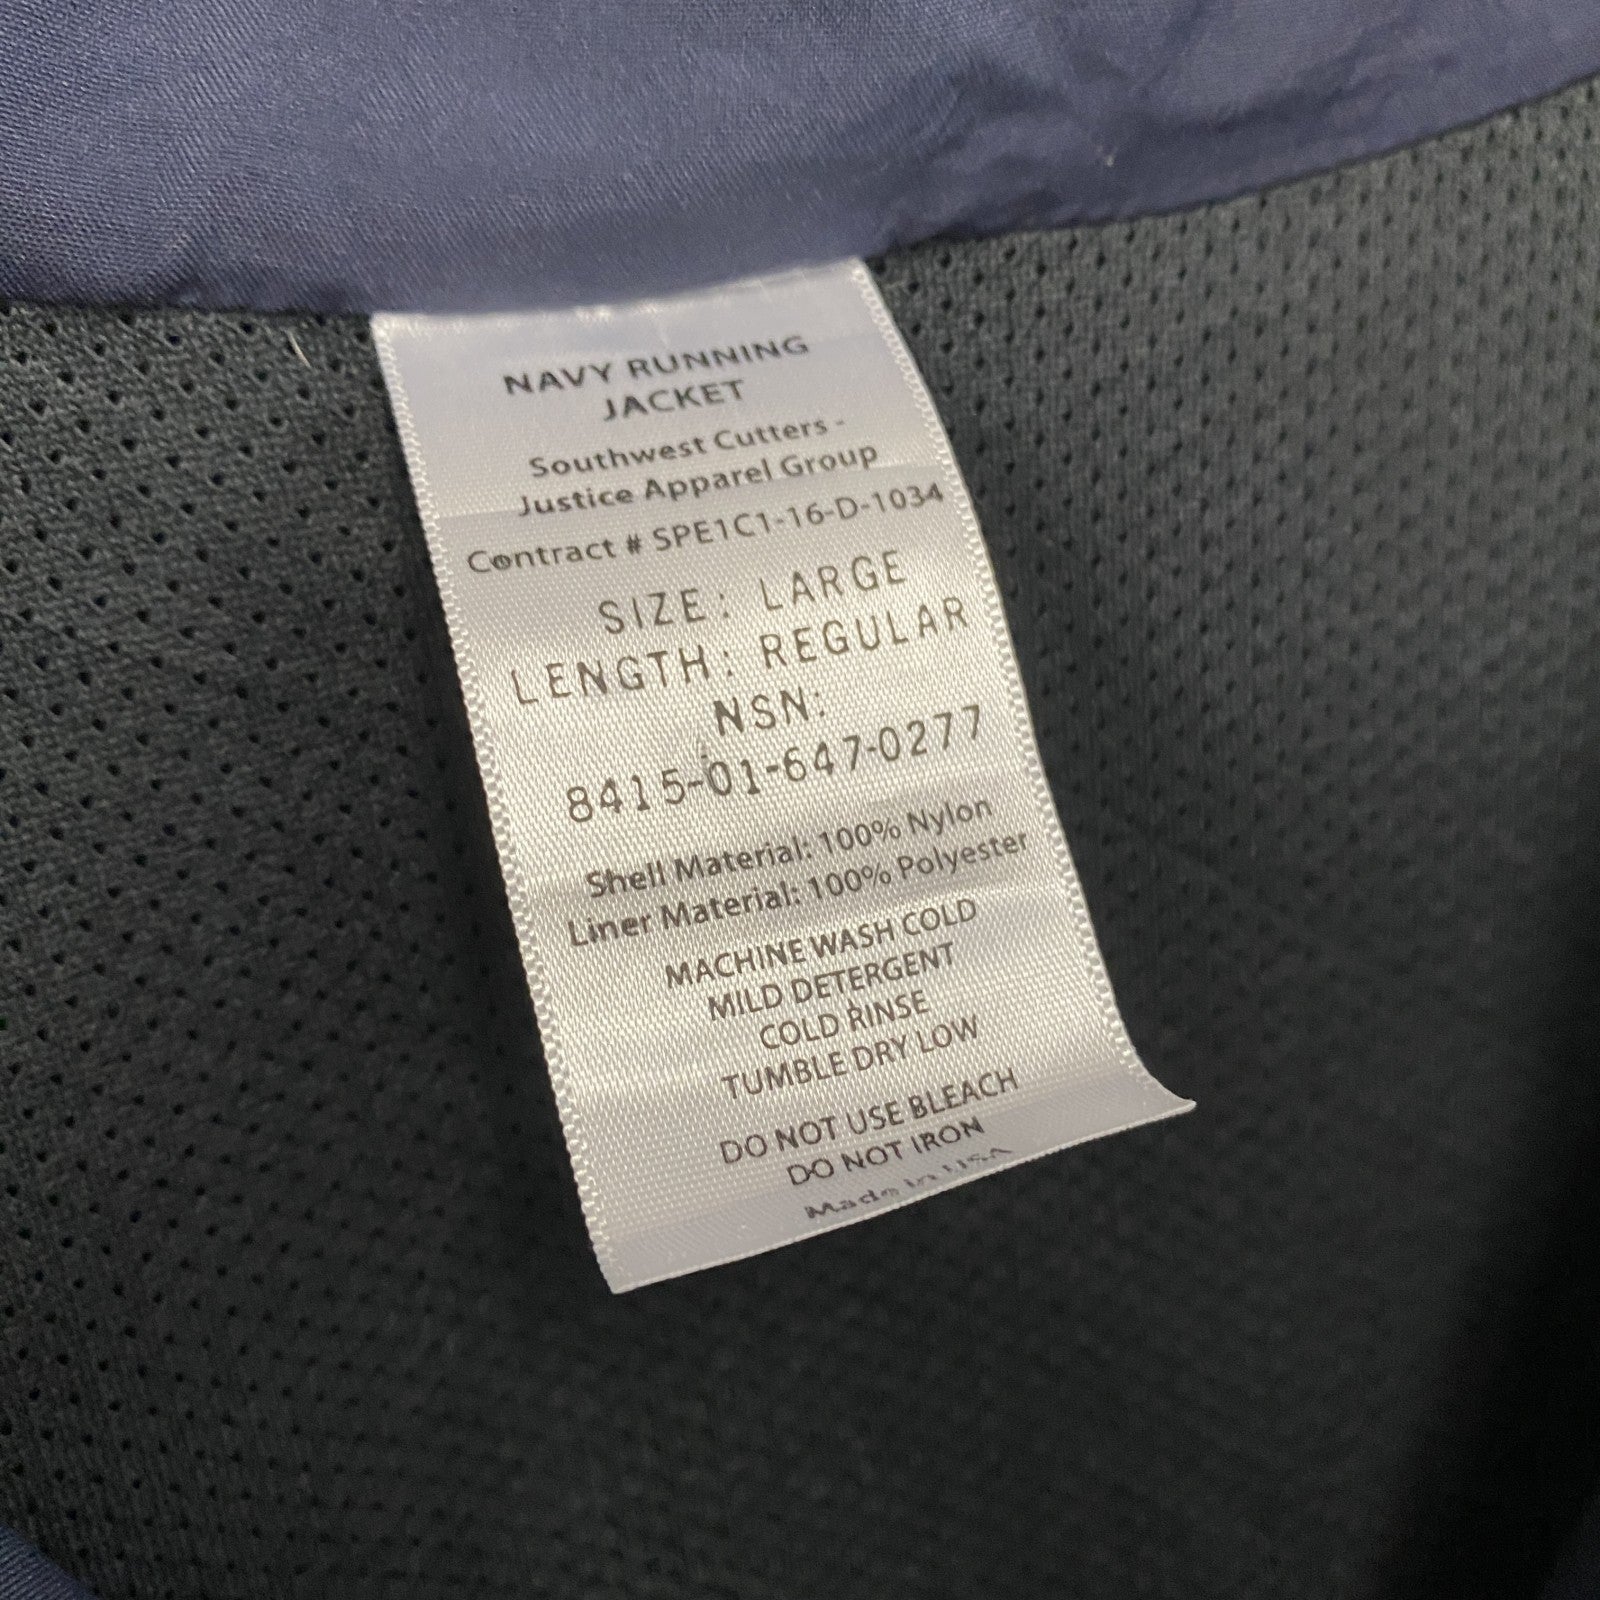 NAVY RUNNING
JACKET
Southwest Cutters -
Justice Apparel Group
Contract # SPE1C1-16-D-1034
SIZE: LARGE
LENGTH: REGULAR
NSN:
8415-01-647-0277
Shell Material: 100% Nylon
Liner Material: 100% Polyester
MACHINE WASH COLD
MILD DETERGENT
COLD RINSE
TUMBLE DRY LOW
DO NOT USE BLEACH
DO NOT IRON
Made in USA